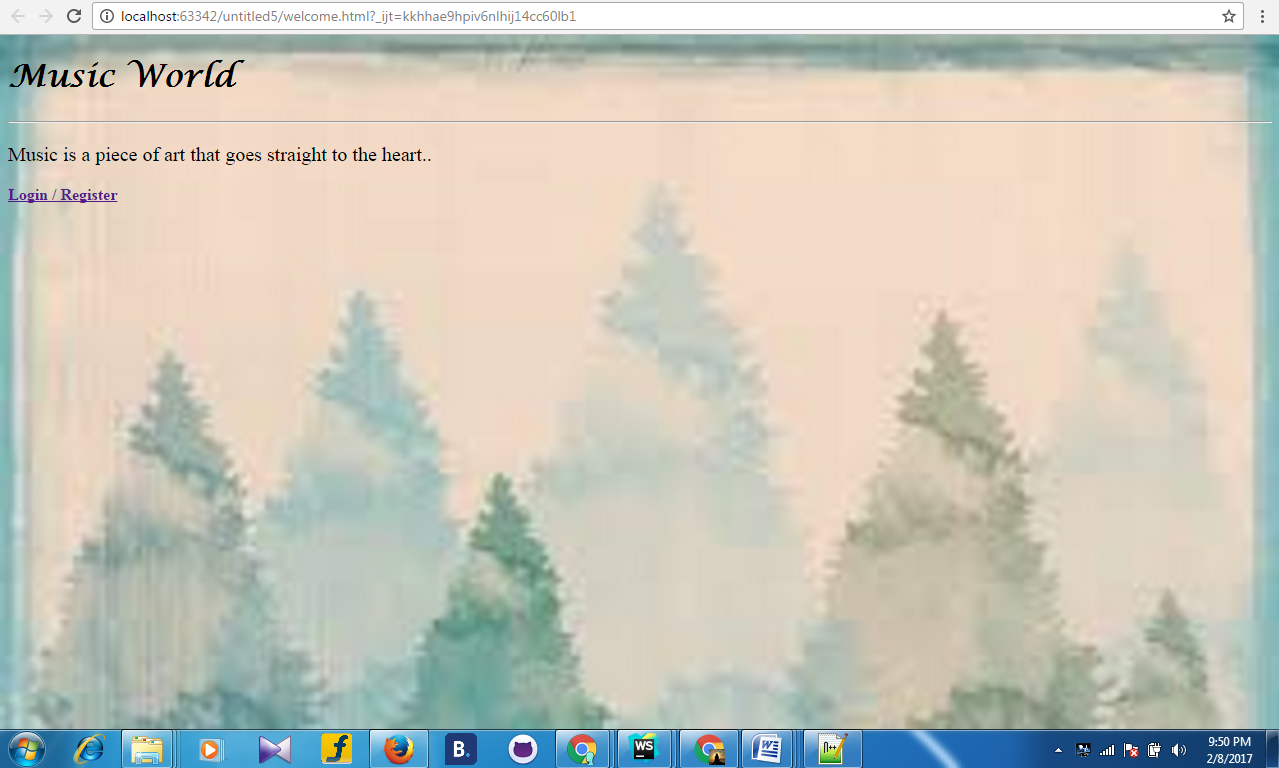 localhost:63342/untitled5/welcome.html?_ijt=kkhhae9hpiv6nlhij14cc60lb1
Music World
Music is a piece of art that goes straight to the heart..
Login / Register
B.
WS
9:50 PM
2/8/2017